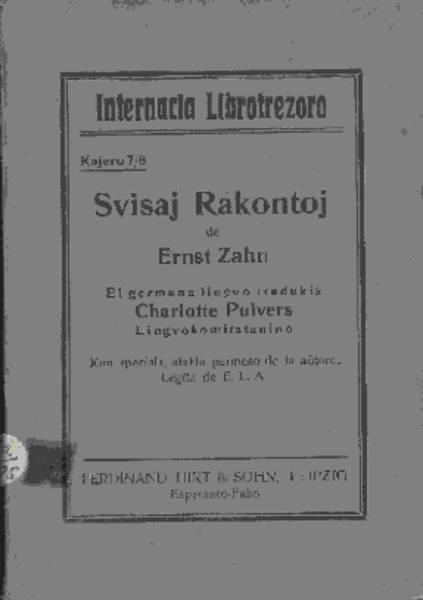 Internacia Librotrezoro
Kajero 7/8
Svisaj Rakontoj
de
Ernst Zahn
El germana lingvo tradukis
Charlotte Pulvers
Lingvokomitatanino
Kun speciala, afabla permeso de la aŭtoro.
Legita de E. L. A
FERDINAND HIRT & SOHN, LEIPZIG
Esperanto-Fako